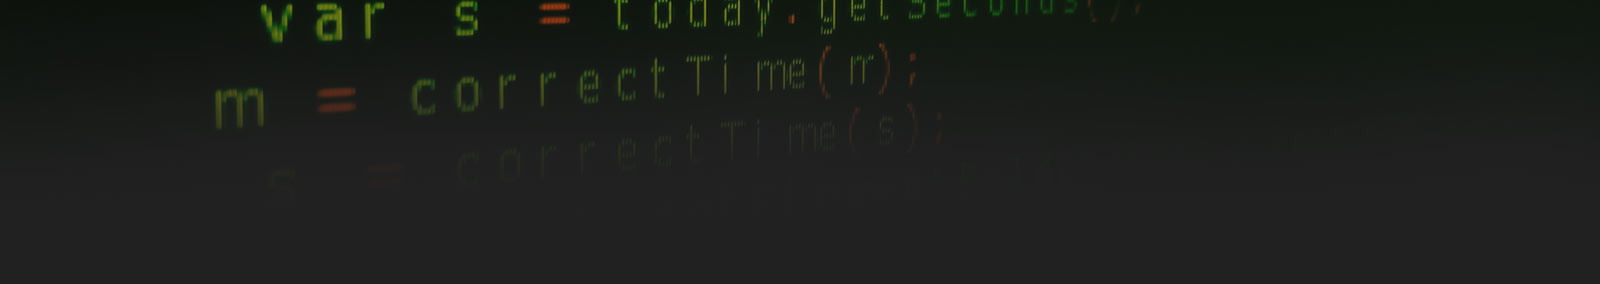 var s = today.getSeconds();
m = correctTime(m);
s = correctTime(s);